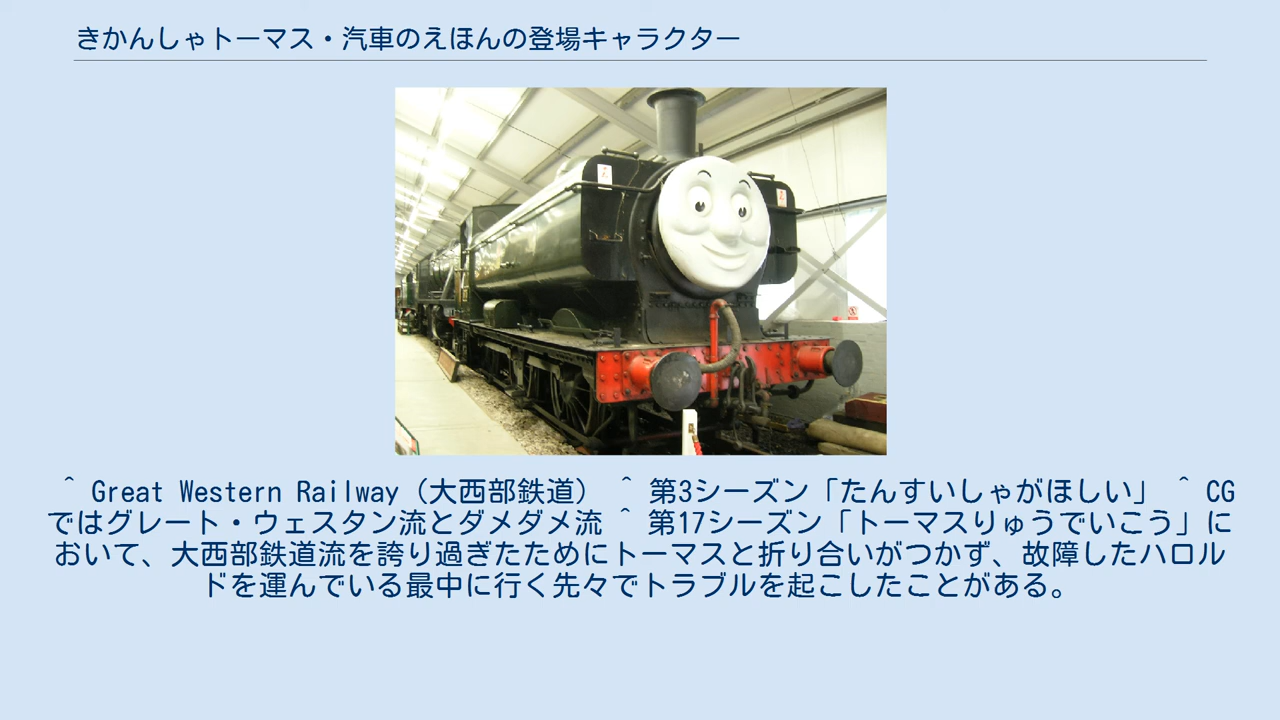 きかんしゃトーマス・汽車のえほんの登場キャラクター
^ Great Western Railway（大西部鉄道） ^ 第3シーズン「たんすいしゃがほしい」 ^ CG
ではグレート・ウェスタン流とダメダメ流 ^ 第17シーズン「トーマスりゅうでいこう」に
おいて、大西部鉄道流を誇り過ぎたためにトーマスと折り合いがつかず、故障したハロル
ドを運んでいる最中に行く先々でトラブルを起こしたことがある。